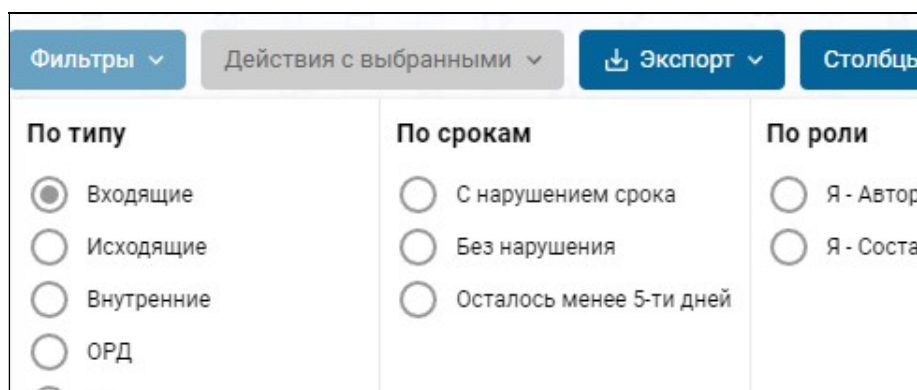 Фильтры
Действия с выбранными
Экспорт
Столбцы
По типу
Входящие
Исходящие
Внутренние
ОРД
По срокам
С нарушением срока
Без нарушения
Осталось менее 5-ти дней
По роли
Я - Автор
Я - Соста